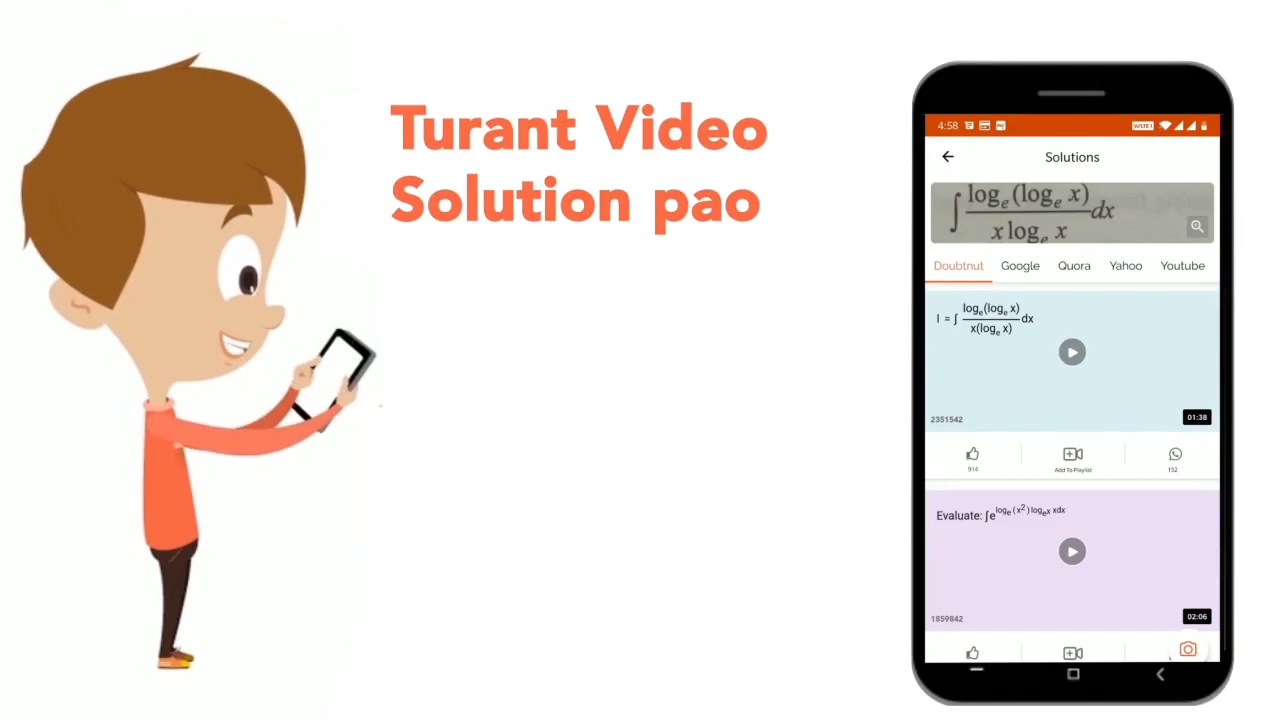 Turant Video
Solution pao
4:58
Solutions
∫ logₑ(logₑ x) / x logₑ x dx
Doubtnut Google Quora Yahoo Youtube
I = ∫ logₑ(logₑ x) / x(logₑ x) dx
2351542 01:38
914 Add To Playlist 152
Evaluate: ∫e^logₑ(x²)logₑx xdx
1859842 02:06